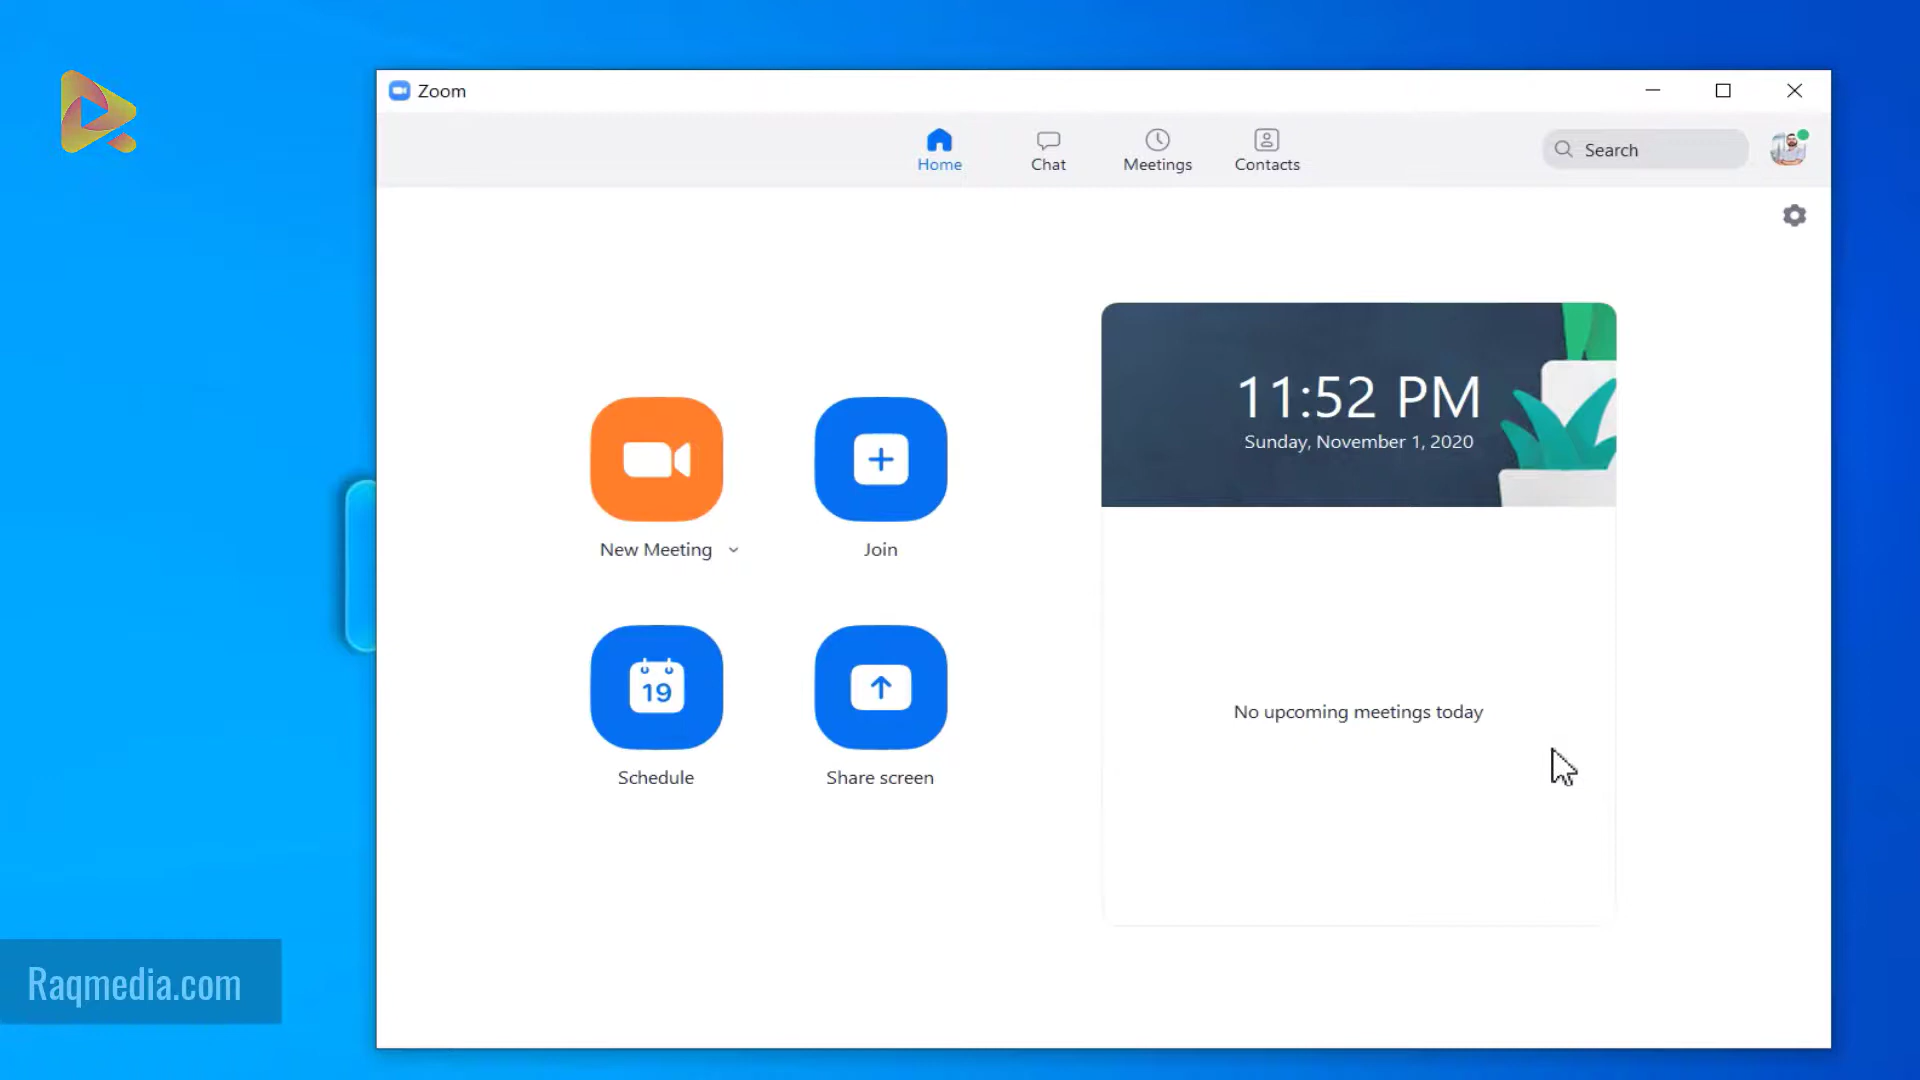 Zoom
Home
Chat
Meetings
Contacts
Search
11:52 PM
Sunday, November 1, 2020
New Meeting
Join
19
Schedule
Share screen
No upcoming meetings today
Raqmedia.com